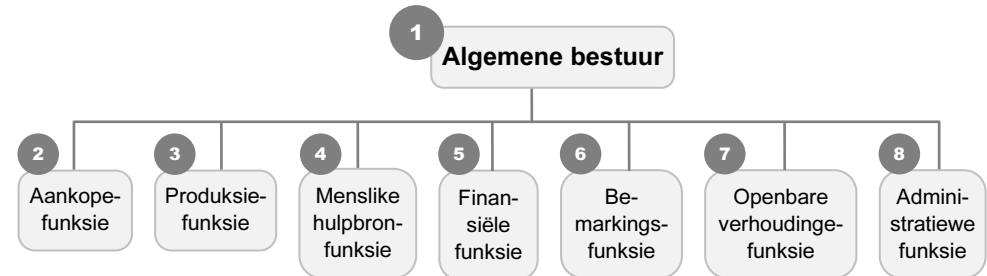 1
Algemene bestuur
2
Aankope-
funksie
3
Produksie-
funksie
4
Menslike
hulpbron-
funksie
5
Finan-
siële
funksie
6
Be-
markings-
funksie
7
Openbare
verhoudinge-
funksie
8
Admini-
stratiewe
funksie